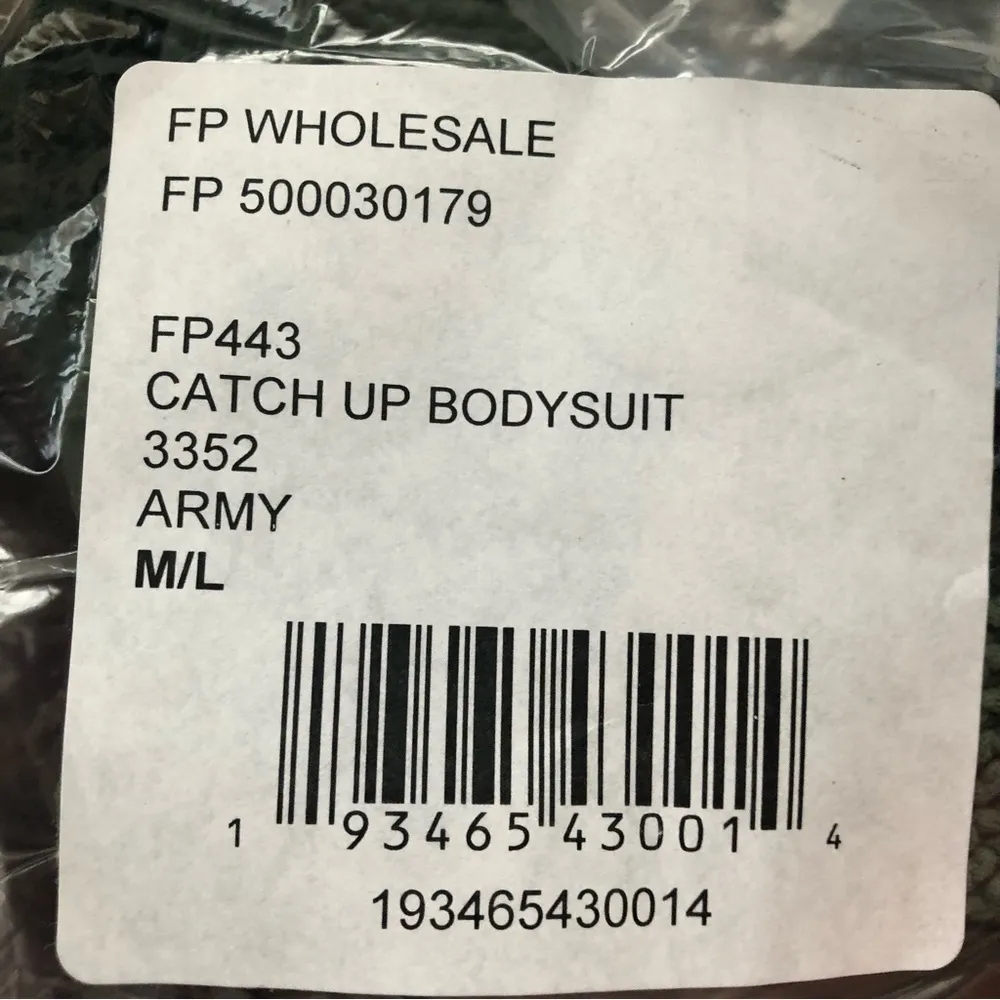 FP WHOLESALE
FP 500030179
FP443
CATCH UP BODYSUIT
3352
ARMY
M/L
1 93465 43001 4
193465430014